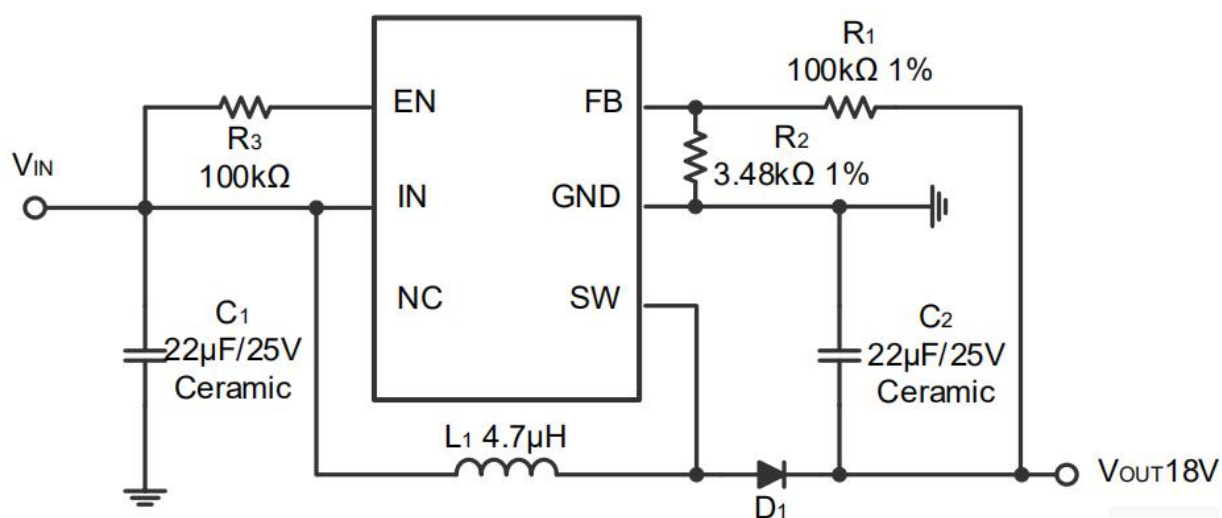 R1
100kΩ 1%
EN
FB
R3
100kΩ
R2
3.48kΩ 1%
VIN
IN
GND
NC
SW
C1
22μF/25V
Ceramic
C2
22μF/25V
Ceramic
L1 4.7μH
D1
VOUT18V